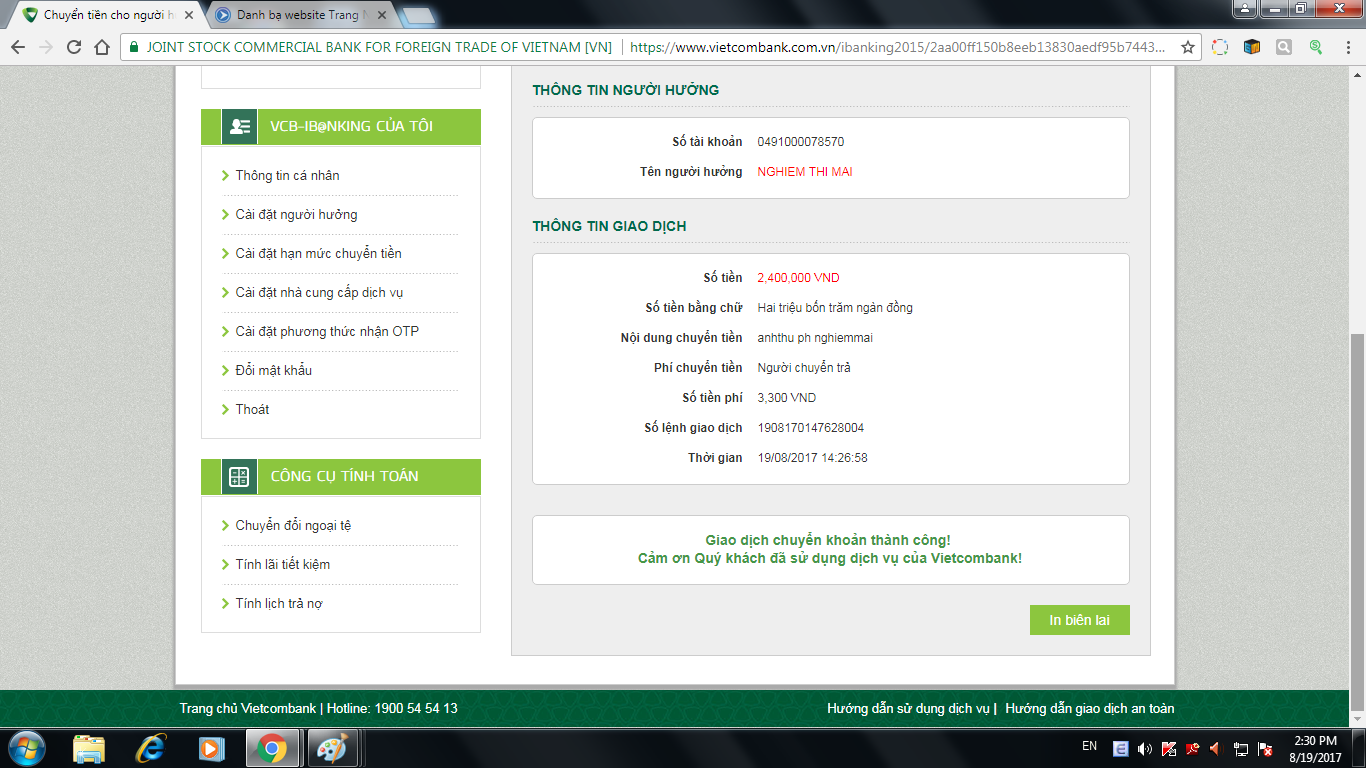 Chuyển tiền cho người h
Danh bạ website Trang
JOINT STOCK COMMERCIAL BANK FOR FOREIGN TRADE OF VIETNAM [VN]
https://www.vietcombank.com.vn/ibanking2015/2aa00ff150b8eeb13830aedf95b7443...
VCB-IB@NKING CỦA TÔI
Thông tin cá nhân
Cài đặt người hưởng
Cài đặt hạn mức chuyển tiền
Cài đặt nhà cung cấp dịch vụ
Cài đặt phương thức nhận OTP
Đổi mật khẩu
Thoát
CÔNG CỤ TÍNH TOÁN
Chuyển đổi ngoại tệ
Tính lãi tiết kiệm
Tính lịch trả nợ
THÔNG TIN NGƯỜI HƯỞNG
Số tài khoản 0491000078570
Tên người hưởng NGHIEM THI MAI
THÔNG TIN GIAO DỊCH
Số tiền 2,400,000 VND
Số tiền bằng chữ Hai triệu bốn trăm ngàn đồng
Nội dung chuyển tiền anhthu ph nghiemmai
Phí chuyển tiền Người chuyển trả
Số tiền phí 3,300 VND
Số lệnh giao dịch 1908170147628004
Thời gian 19/08/2017 14:26:58
Giao dịch chuyển khoản thành công!
Cảm ơn Quý khách đã sử dụng dịch vụ của Vietcombank!
In biên lai
Trang chủ Vietcombank | Hotline: 1900 54 54 13
Hướng dẫn sử dụng dịch vụ | Hướng dẫn giao dịch an toàn
EN
2:30 PM
8/19/2017